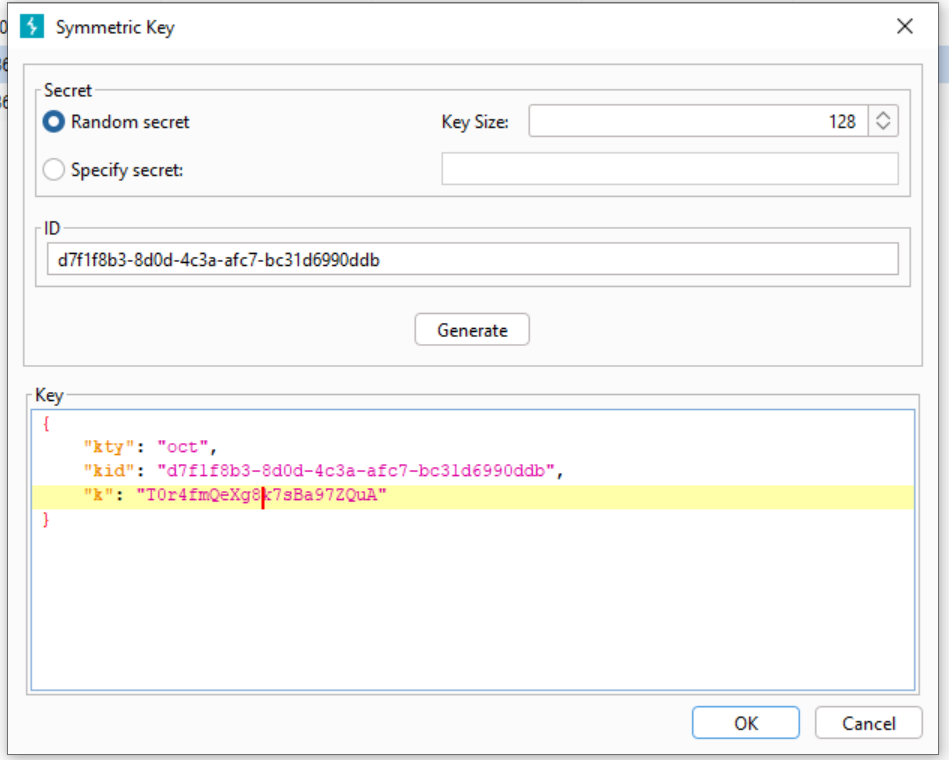 Symmetric Key
Secret
Random secret
Key Size:
128
Specify secret:
ID
d7f1f8b3-8d0d-4c3a-afc7-bc31d6990ddb
Generate
Key
{
"kty": "oct",
"kid": "d7f1f8b3-8d0d-4c3a-afc7-bc31d6990ddb",
"k": "T0r4fmQeXg8k7sBa97ZQuA"
}
OK
Cancel